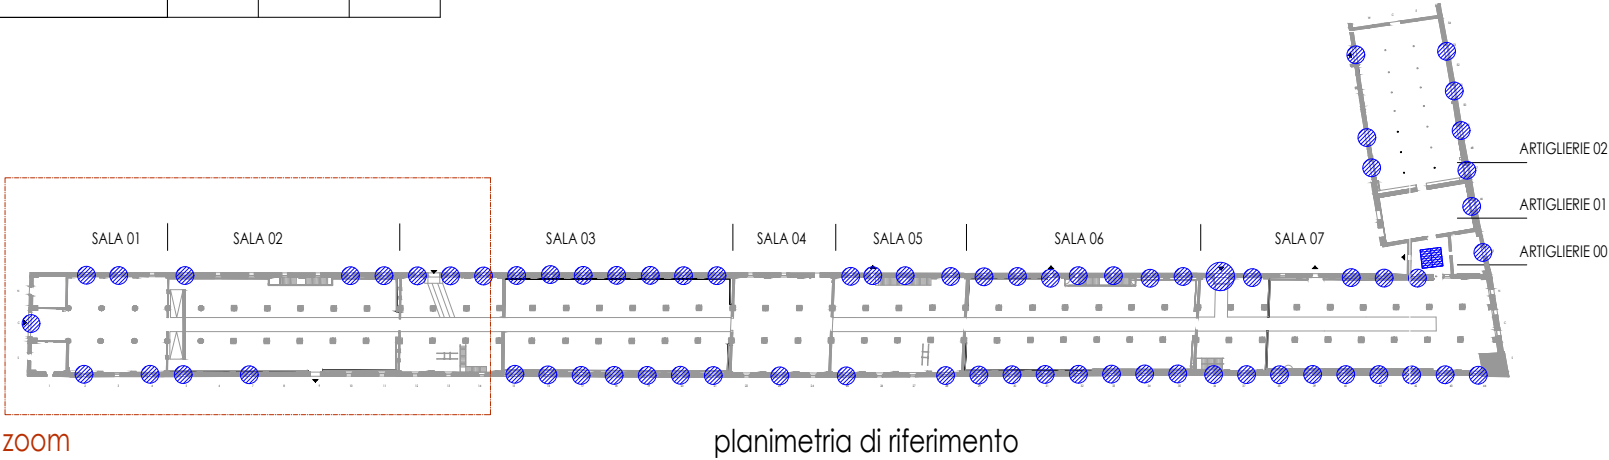 ARTIGLIERIE 02
ARTIGLIERIE 01
SALA 01
SALA 02
SALA 03
SALA 04
SALA 05
SALA 06
SALA 07
ARTIGLIERIE 00
zoom
planimetria di riferimento